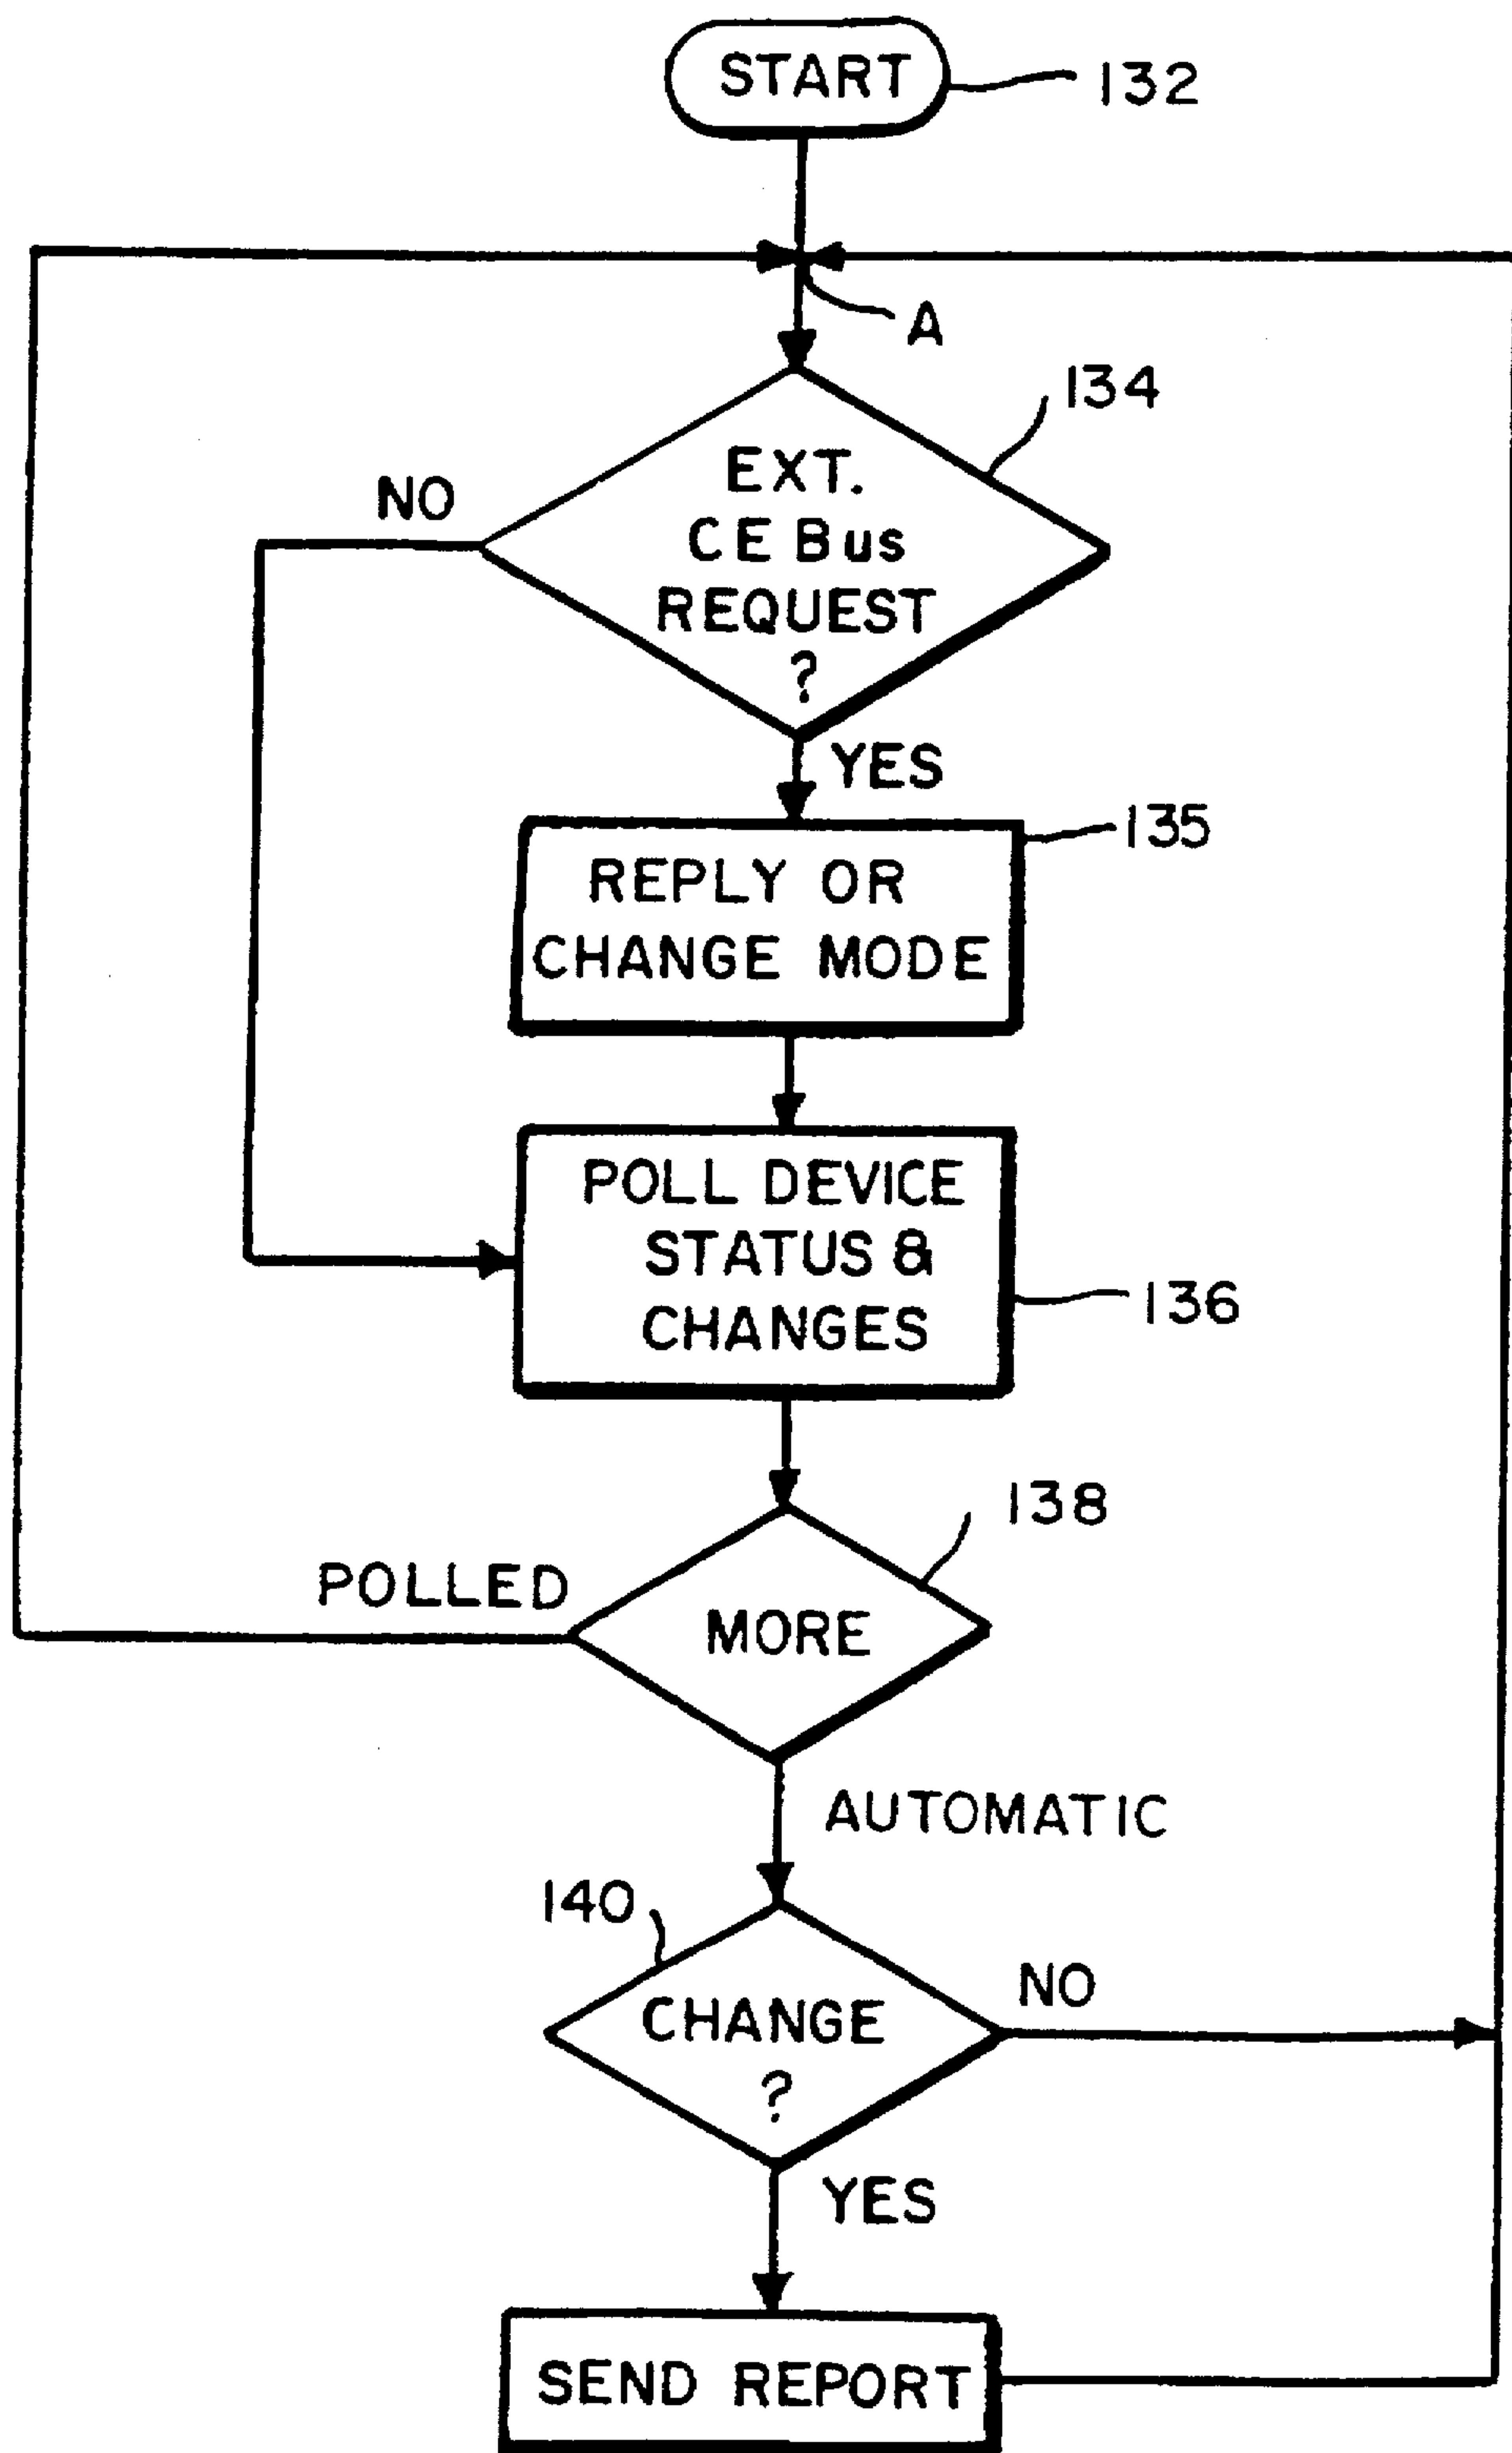 START
132
A
134
EXT.
CE Bus
REQUEST
?
NO
YES
135
REPLY OR
CHANGE MODE
POLL DEVICE
STATUS &
CHANGES
136
138
POLLED
MORE
AUTOMATIC
140
CHANGE
?
NO
YES
SEND REPORT